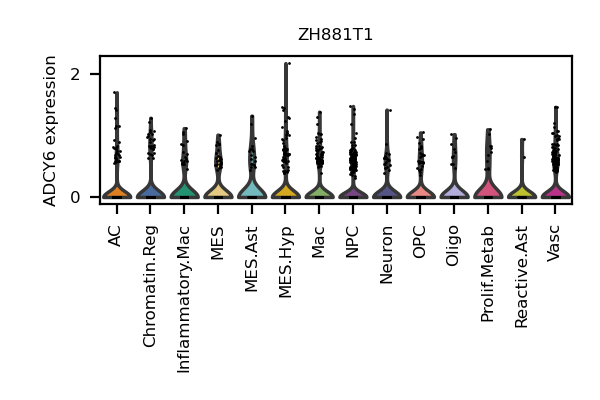 ZH881T1
ADCY6 expression
2
0
AC
Chromatin.Reg
Inflammatory.Mac
MES
MES.Ast
MES.Hyp
Mac
NPC
Neuron
OPC
Oligo
Prolif.Metab
Reactive.Ast
Vasc